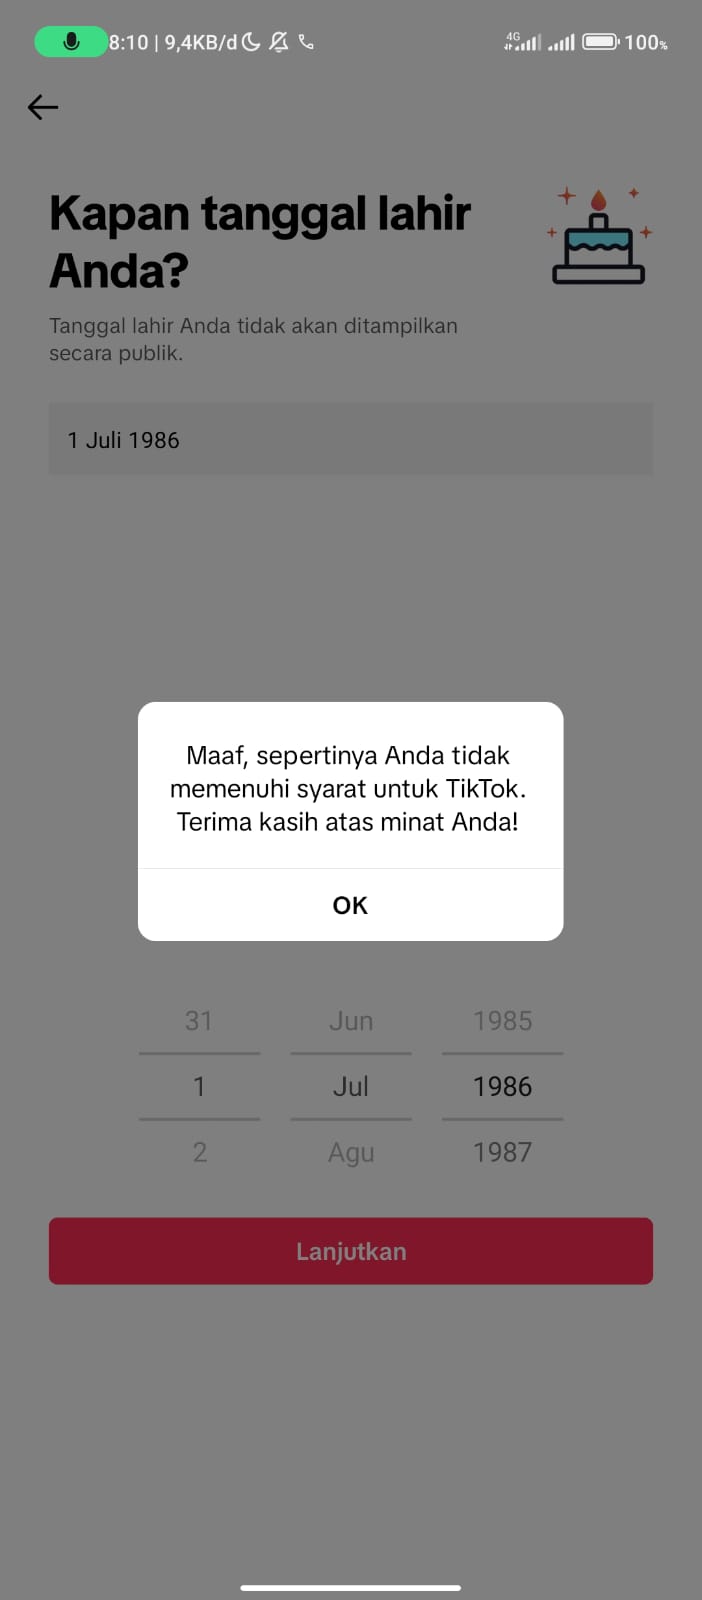 8:10 | 9,4KB/d
4G
100%
Kapan tanggal lahir
Anda?
Tanggal lahir Anda tidak akan ditampilkan
secara publik.
1 Juli 1986
Maaf, sepertinya Anda tidak
memenuhi syarat untuk TikTok.
Terima kasih atas minat Anda!
OK
31 Jun 1985
1 Jul 1986
2 Agu 1987
Lanjutkan